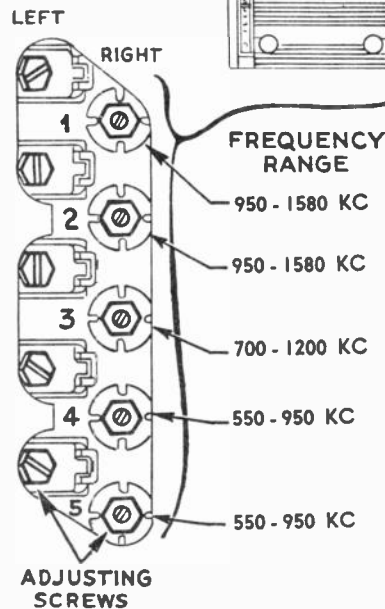 LEFT
RIGHT
FREQUENCY
RANGE
1
950 - 1580 KC
2
950 - 1580 KC
3
700 - 1200 KC
4
550 - 950 KC
5
550 - 950 KC
ADJUSTING
SCREWS